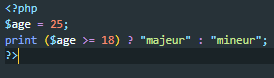 <?php
$age = 25;
print ($age >= 18) ? "majeur" : "mineur";
?>